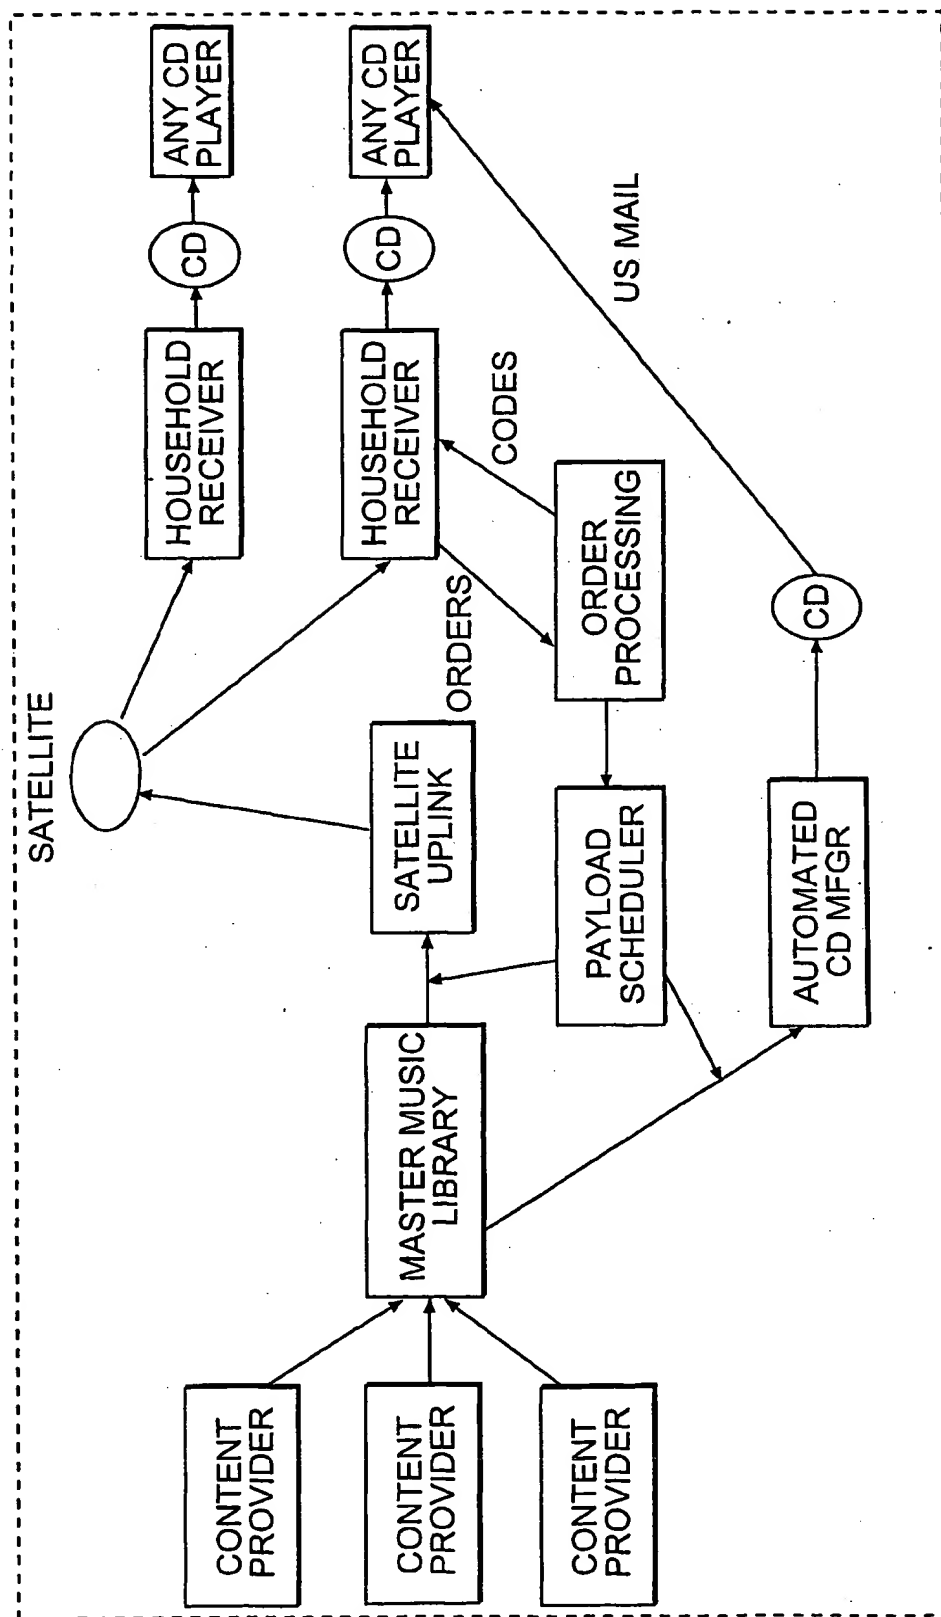 SATELLITE
CONTENT
PROVIDER
CONTENT
PROVIDER
CONTENT
PROVIDER
MASTER MUSIC
LIBRARY
SATELLITE
UPLINK
ORDERS
PAYLOAD
SCHEDULER
ORDER
PROCESSING
CODES
HOUSEHOLD
RECEIVER
CD
ANY CD
PLAYER
HOUSEHOLD
RECEIVER
CD
ANY CD
PLAYER
AUTOMATED
CD MFGR
CD
US MAIL